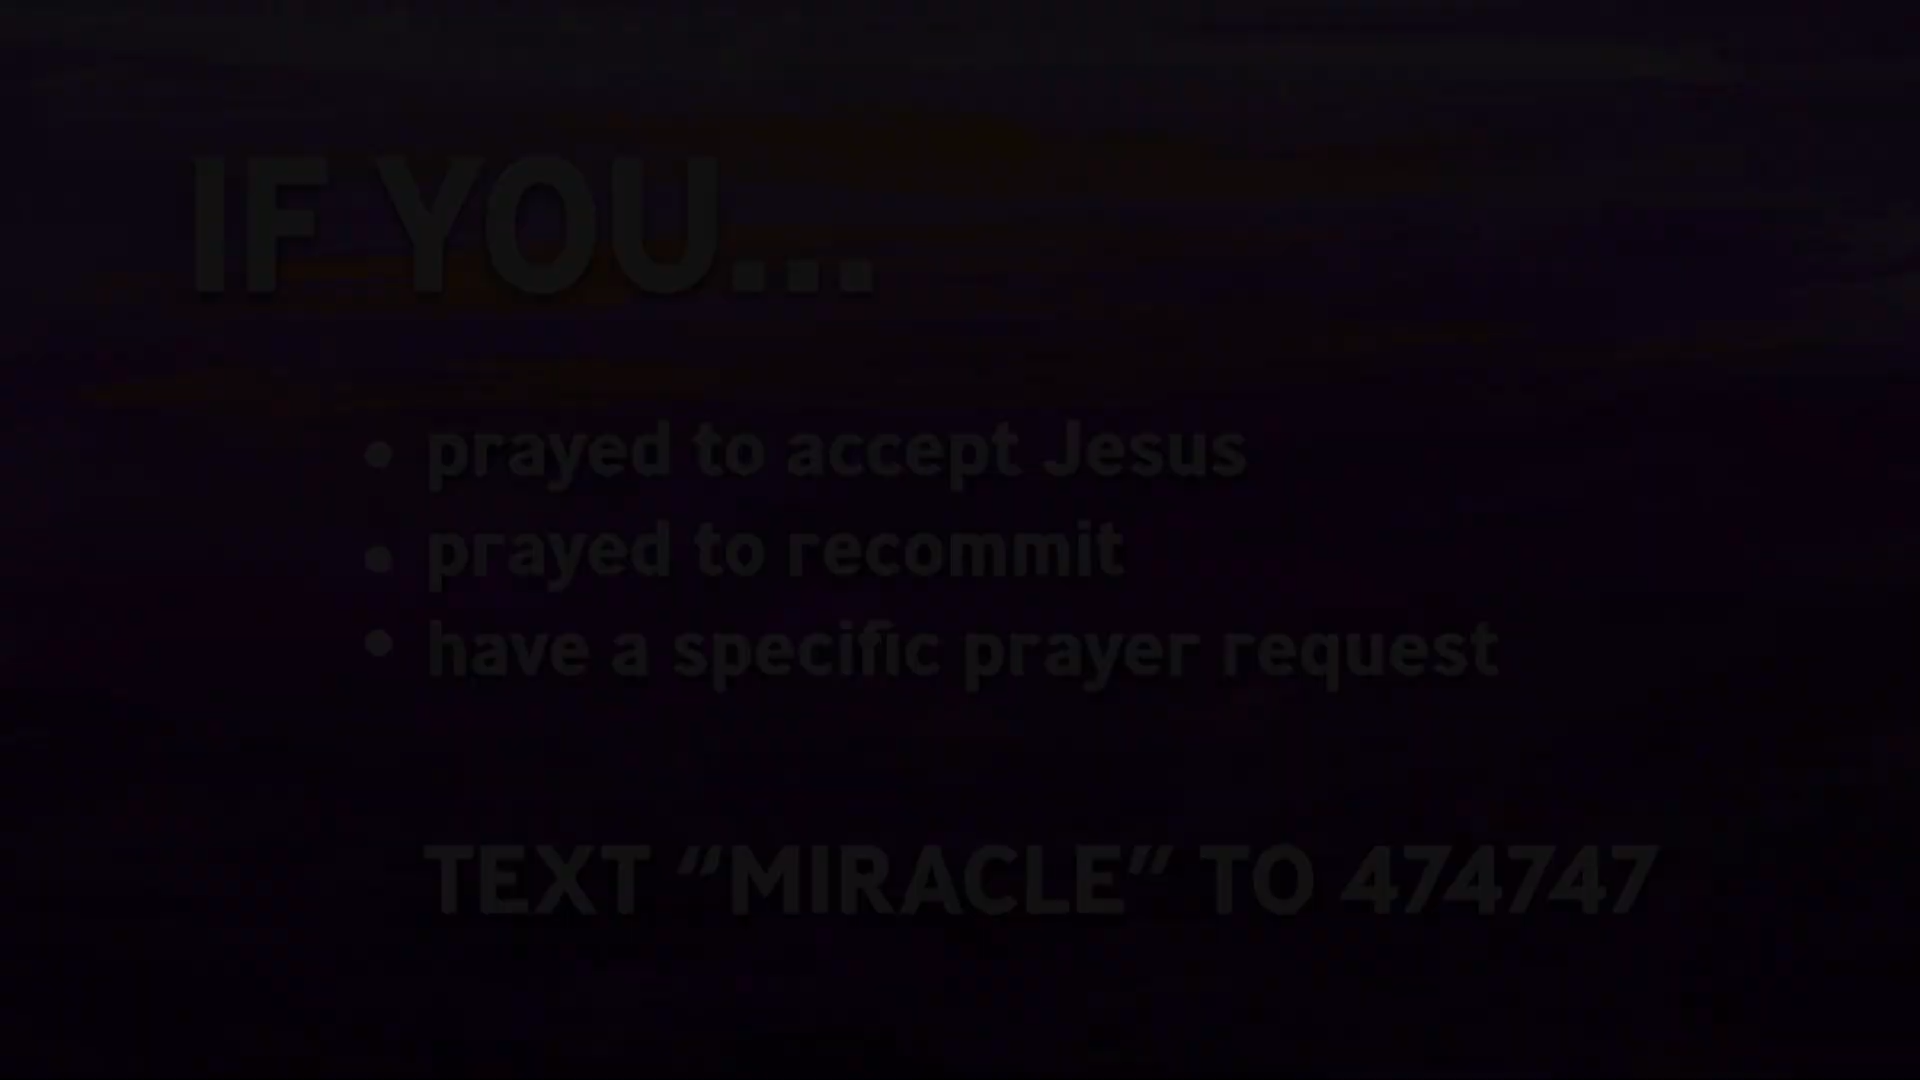 IF YOU...
• prayed to accept Jesus
• prayed to recommit
• have a specific prayer request
TEXT “MIRACLE” TO 474747